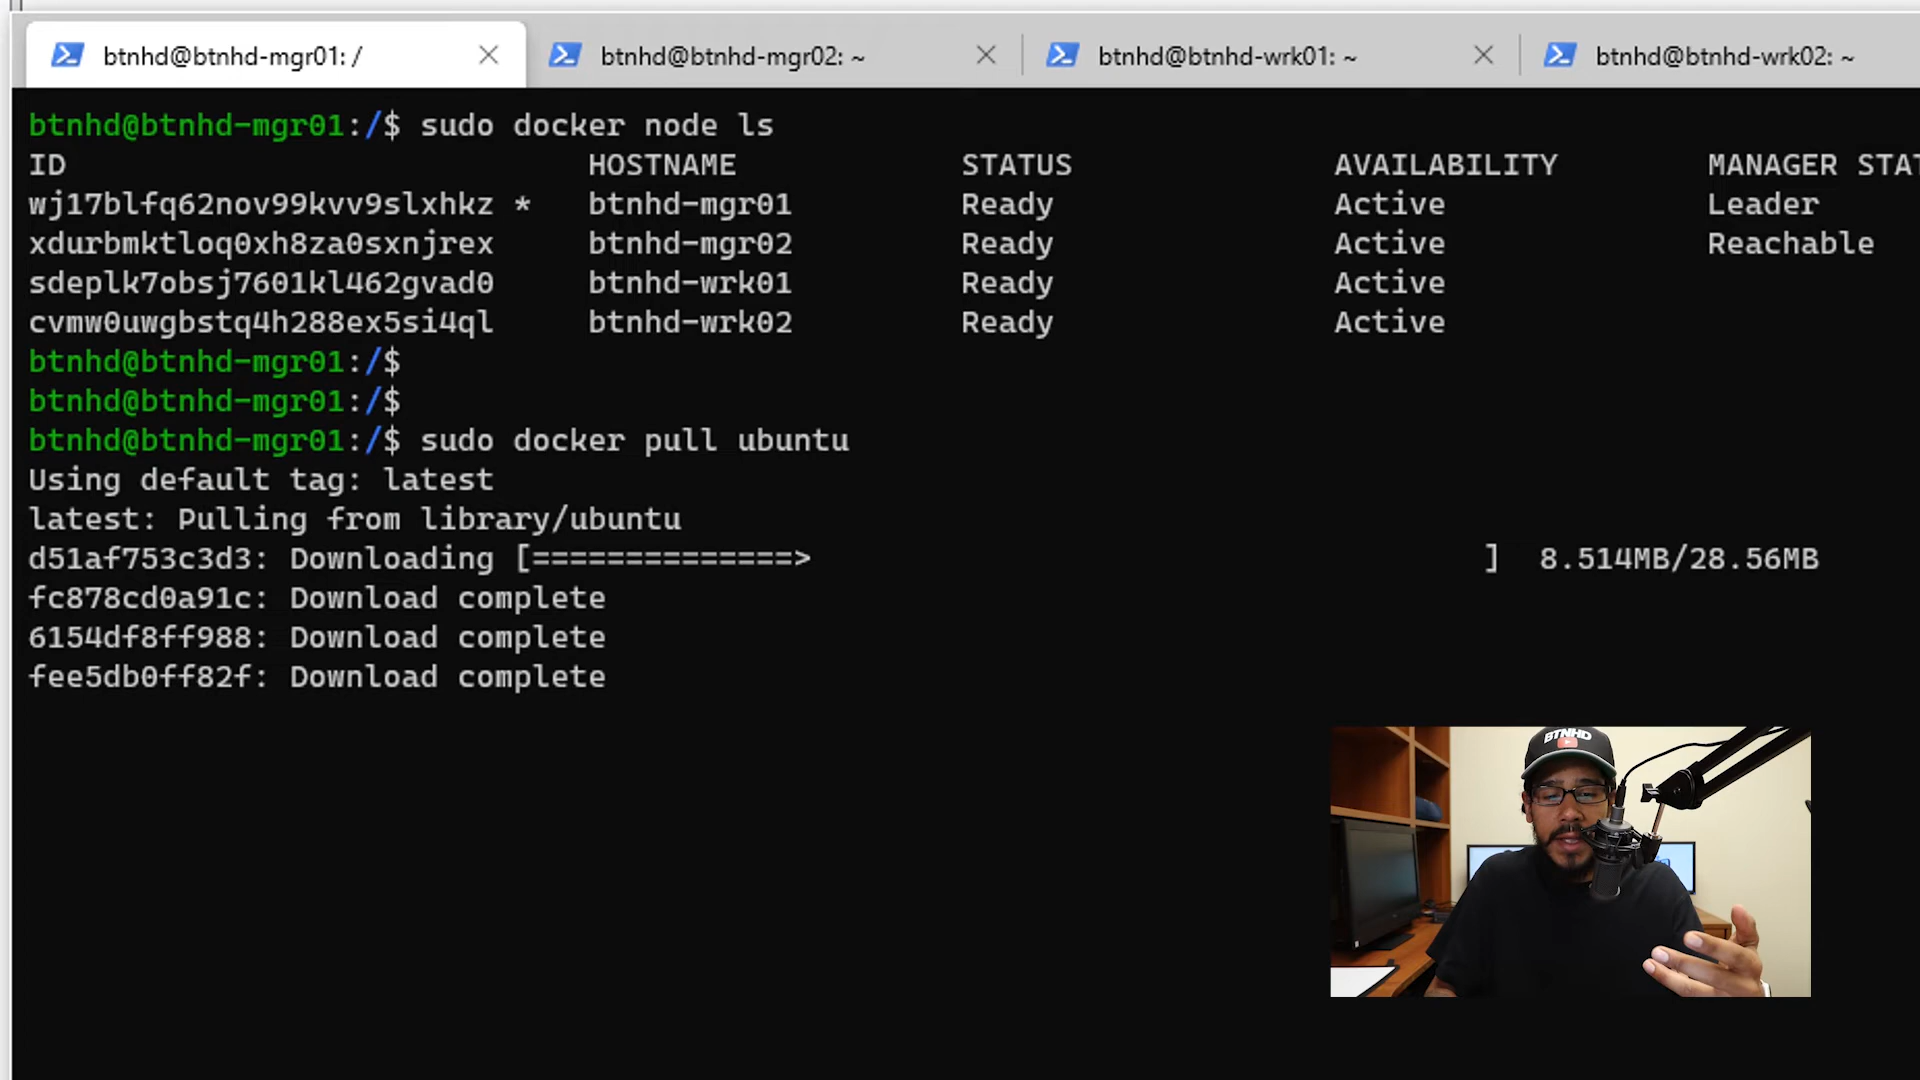 btnhd@btnhd-mgr01: /
btnhd@btnhd-mgr02: ~
btnhd@btnhd-wrk01: ~
btnhd@btnhd-wrk02: ~
btnhd@btnhd-mgr01:/$ sudo docker node ls
ID HOSTNAME STATUS AVAILABILITY MANAGER STAT
wj17blfq62nov99kvv9slxhkz * btnhd-mgr01 Ready Active Leader
xdurbmktloq0xh8za0sxnjrex btnhd-mgr02 Ready Active Reachable
sdeplk7obsj7601kl462gvad0 btnhd-wrk01 Ready Active
cvmw0uwgbstq4h288ex5si4ql btnhd-wrk02 Ready Active
btnhd@btnhd-mgr01:/$
btnhd@btnhd-mgr01:/$
btnhd@btnhd-mgr01:/$ sudo docker pull ubuntu
Using default tag: latest
latest: Pulling from library/ubuntu
d51af753c3d3: Downloading [==============> ] 8.514MB/28.56MB
fc878cd0a91c: Download complete
6154df8ff988: Download complete
fee5db0ff82f: Download complete
BTNHD